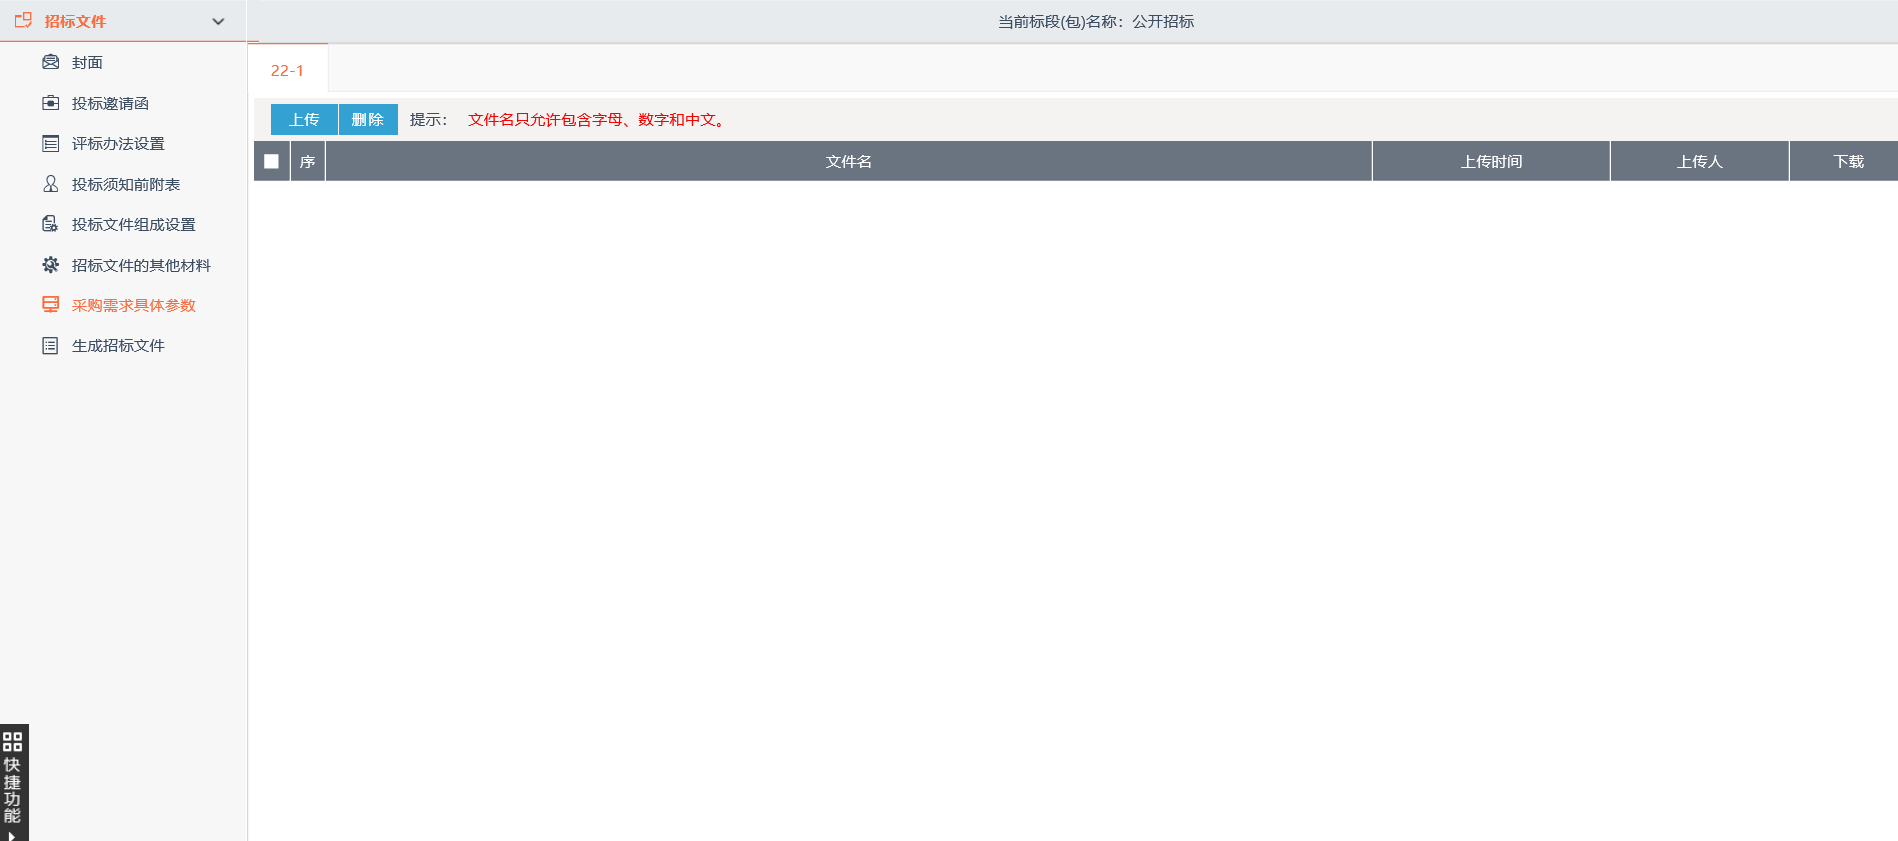 招标文件
当前标段(包)名称：公开招标
封面
投标邀请函
评标办法设置
投标须知前附表
投标文件组成设置
招标文件的其他材料
采购需求具体参数
生成招标文件
快捷功能
22-1
上传 删除 提示： 文件名只允许包含字母、数字和中文。
序 文件名 上传时间 上传人 下载